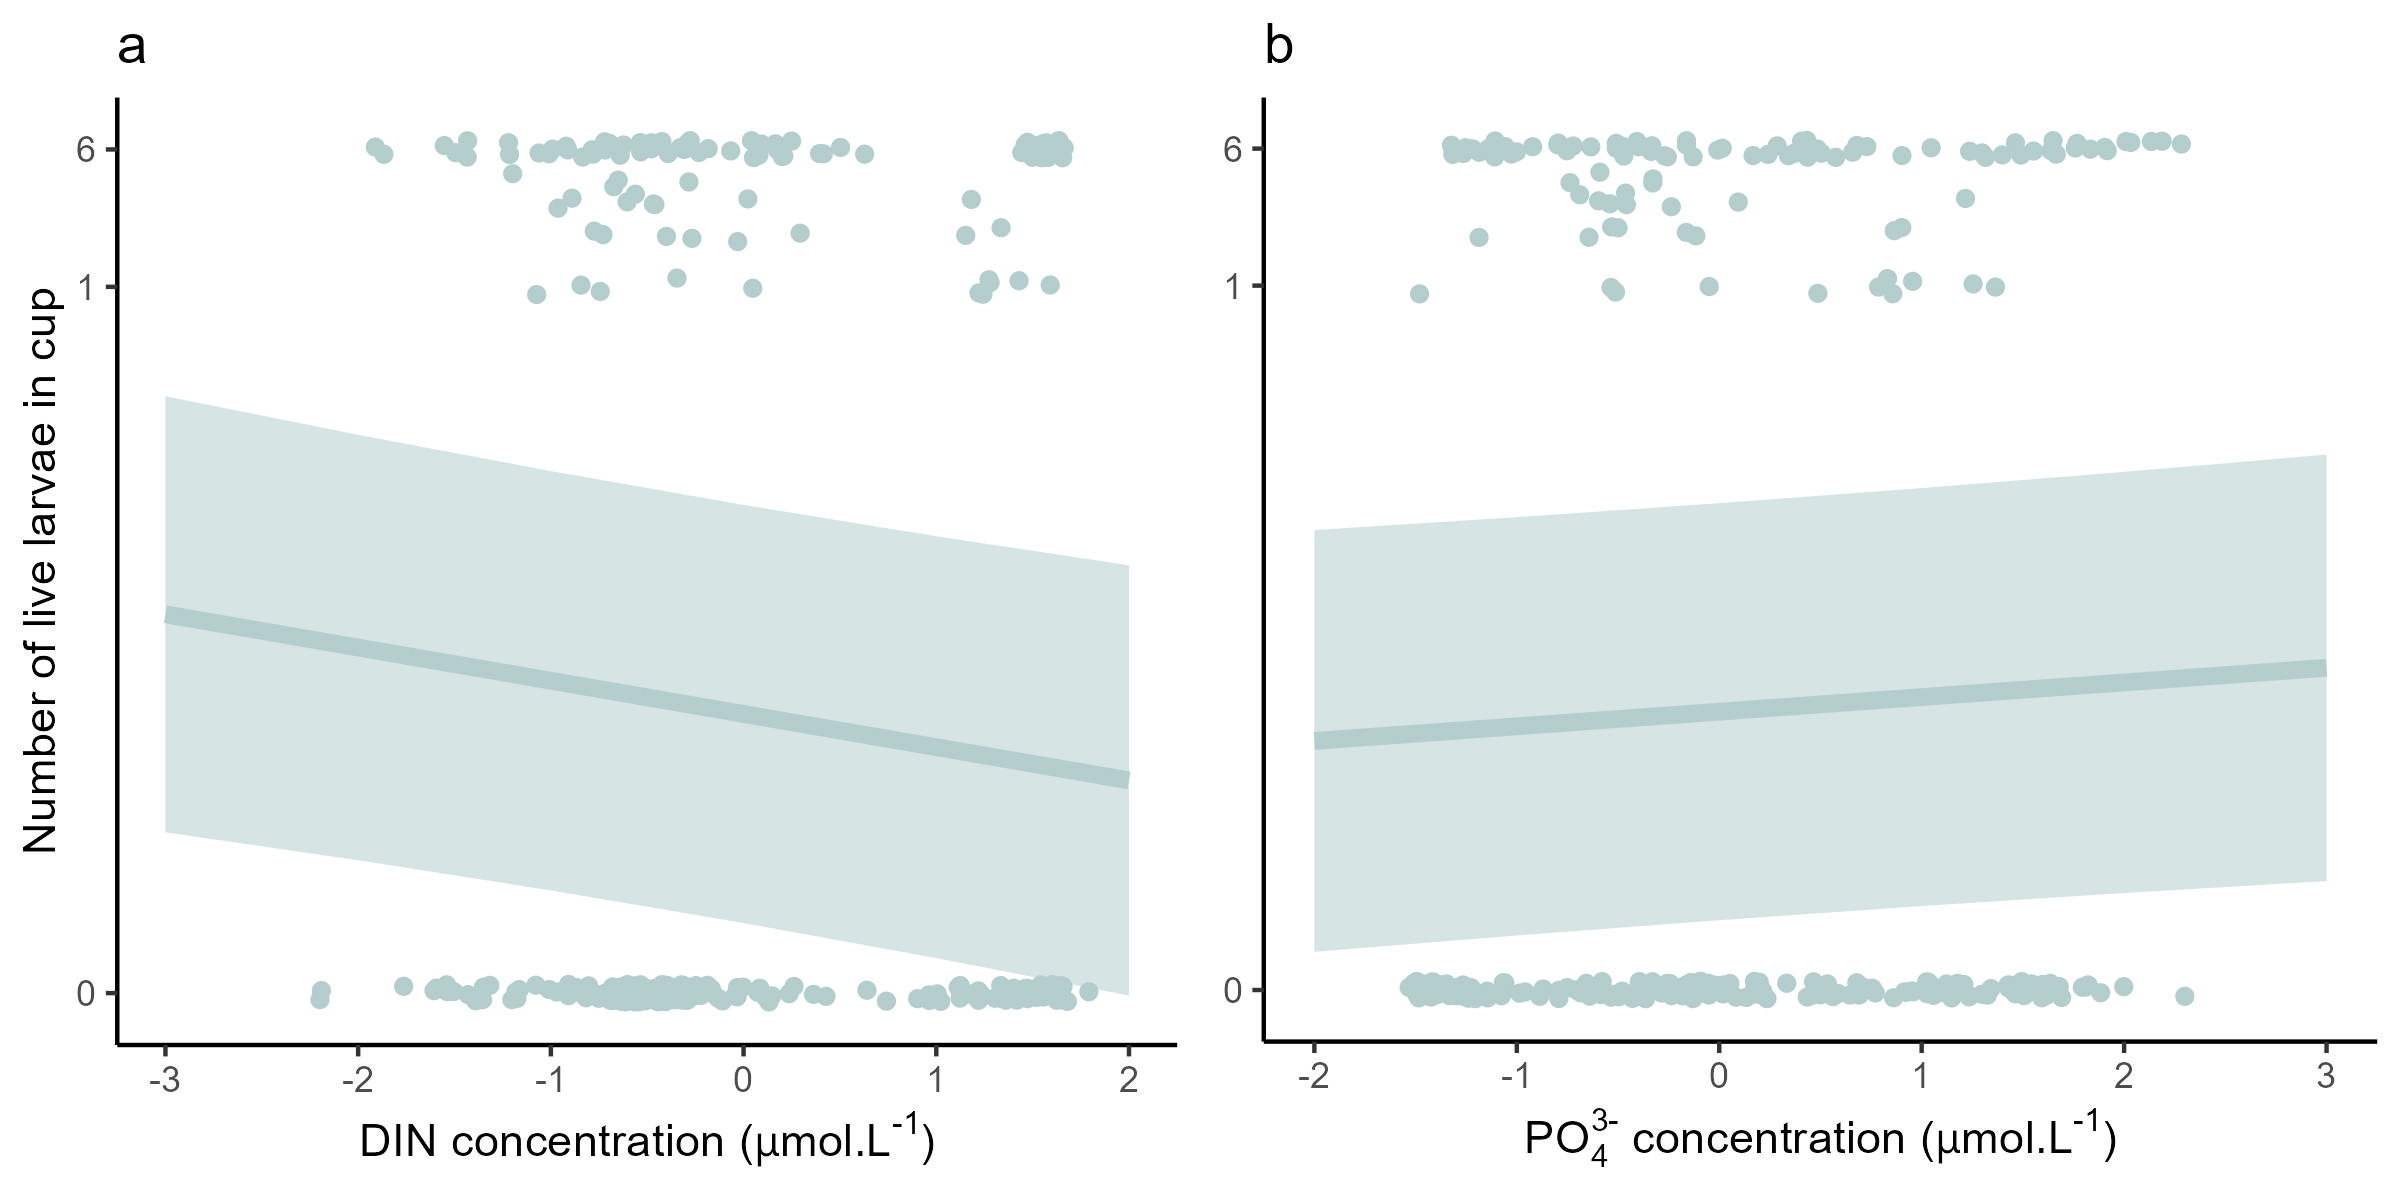 a
b
Number of live larvae in cup
6
1
0
-3 -2 -1 0 1 2
DIN concentration (µmol.L⁻¹)
6
1
0
-2 -1 0 1 2 3
PO₄³⁻ concentration (µmol.L⁻¹)